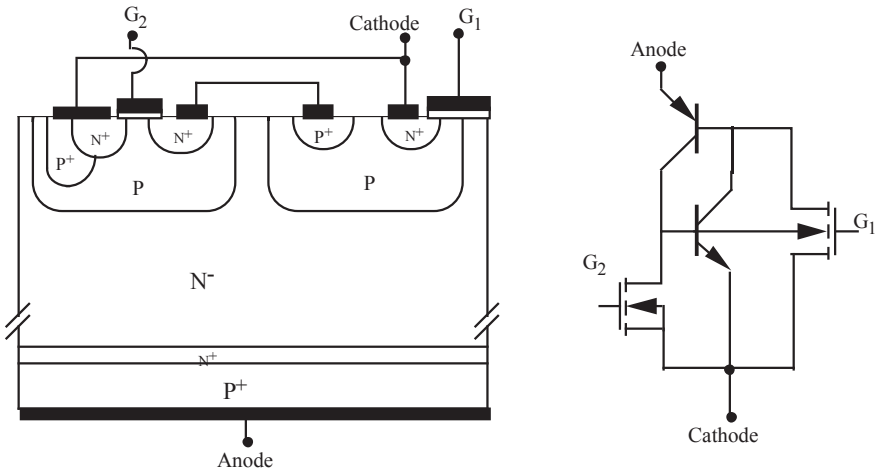 G₂
Cathode
G₁
N⁺
N⁺
P⁺
N⁺
P⁺
P
P
N⁻
N⁺
P⁺
Anode
Anode
G₁
G₂
Cathode